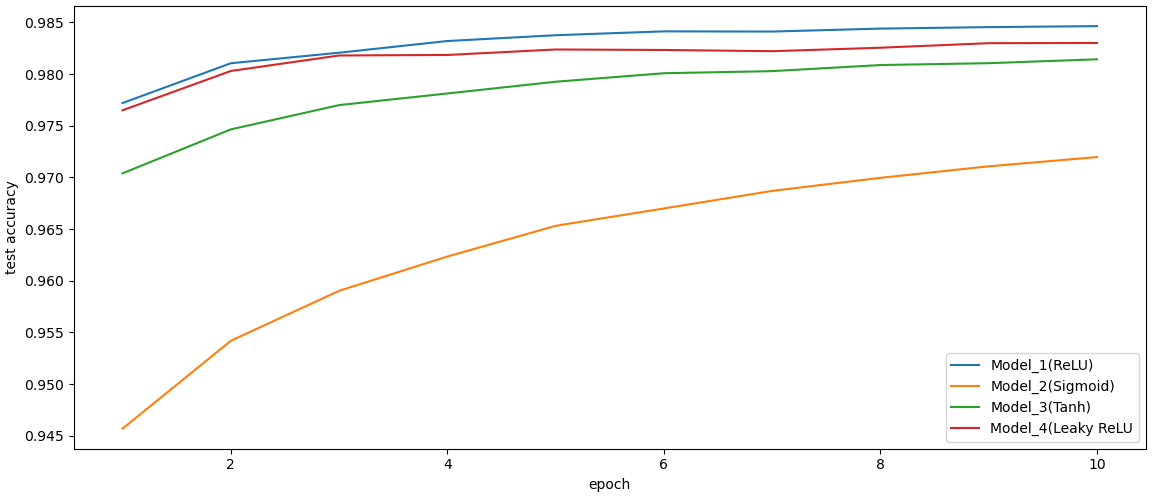 0.985
0.980
0.975
0.970
0.965
0.960
0.955
0.950
0.945
test accuracy
2
4
6
8
10
epoch
Model_1(ReLU)
Model_2(Sigmoid)
Model_3(Tanh)
Model_4(Leaky ReLU